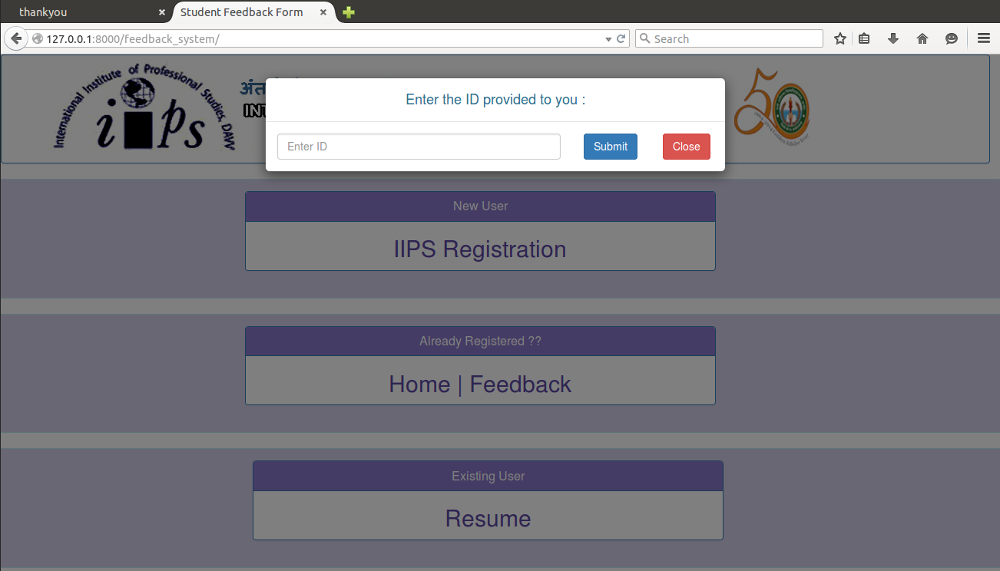 thankyou
Student Feedback Form
127.0.0.1:8000/feedback_system/
Search
International Institute of Professional Studies, DAVV
iips
50
Enter the ID provided to you :
Enter ID
Submit
Close
New User
IIPS Registration
Already Registered ??
Home | Feedback
Existing User
Resume